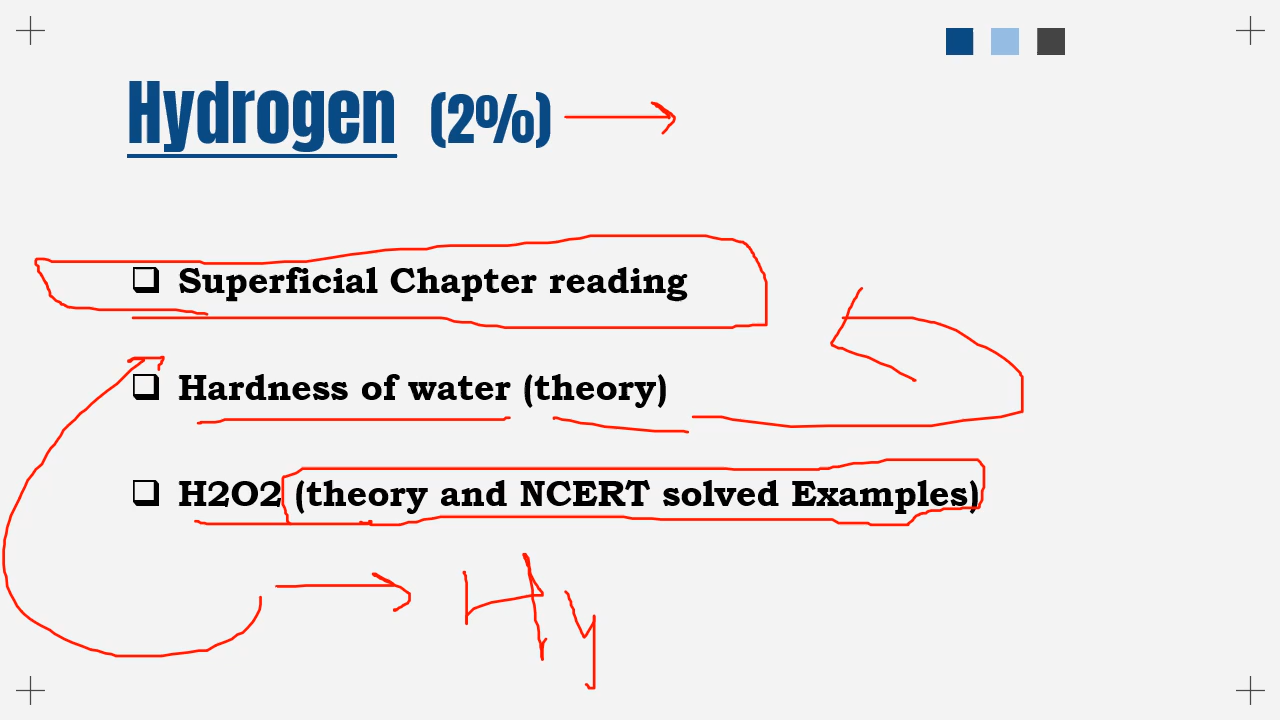 Hydrogen (2%)
Superficial Chapter reading
Hardness of water (theory)
H2O2 (theory and NCERT solved Examples)
Hy